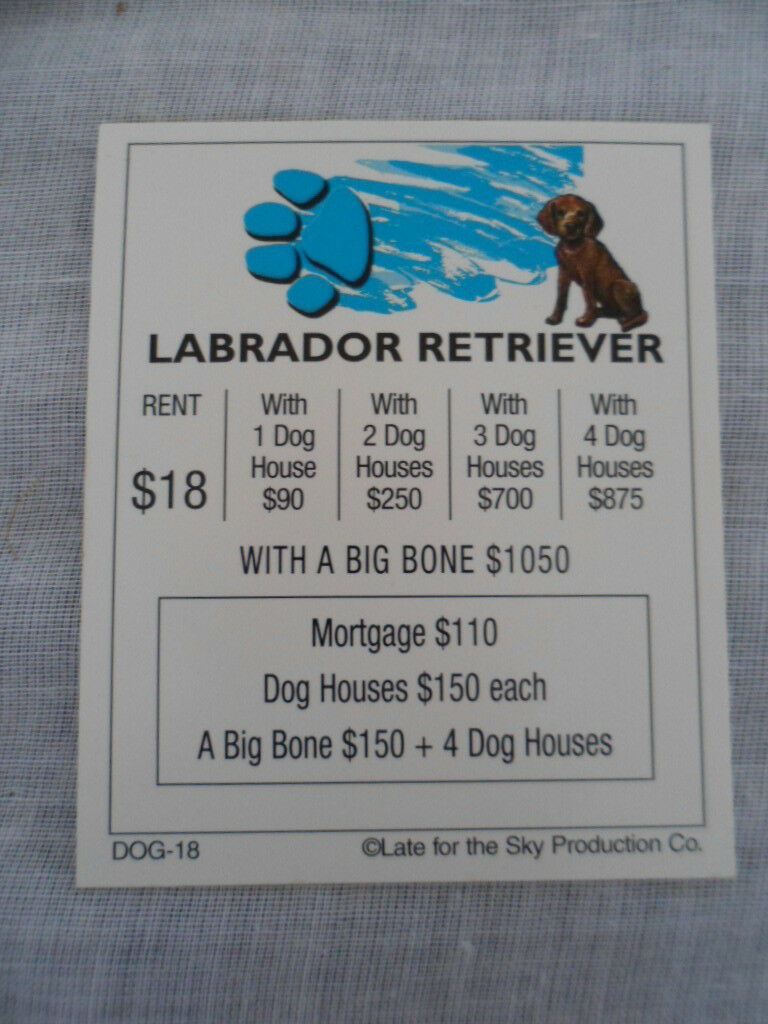 LABRADOR RETRIEVER
RENT
$18
With
1 Dog
House
$90
With
2 Dog
Houses
$250
With
3 Dog
Houses
$700
With
4 Dog
Houses
$875
WITH A BIG BONE $1050
Mortgage $110
Dog Houses $150 each
A Big Bone $150 + 4 Dog Houses
DOG-18
©Late for the Sky Production Co.